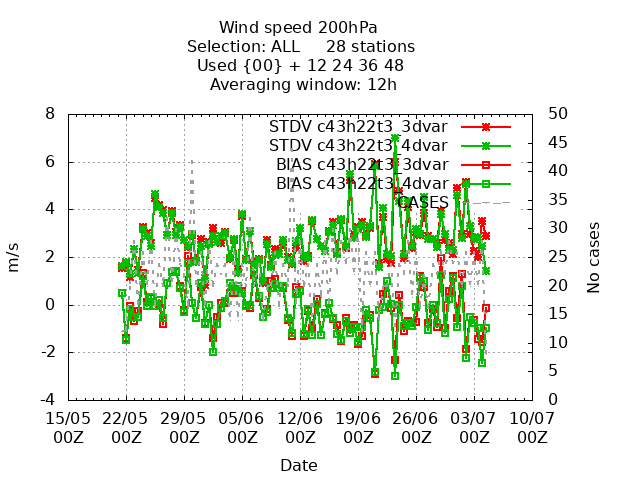 Wind speed 200hPa
Selection: ALL 28 stations
Used {00} + 12 24 36 48
Averaging window: 12h
STDV c43h22t3_3dvar
STDV c43h22t3_4dvar
BIAS c43h22t3_3dvar
BIAS c43h22t3_4dvar
CASES
8
6
4
2
0
-2
-4
m/s
50
45
40
35
30
25
20
15
10
5
0
No cases
15/05 22/05 29/05 05/06 12/06 19/06 26/06 03/07 10/07
00Z 00Z 00Z 00Z 00Z 00Z 00Z 00Z 00Z
Date